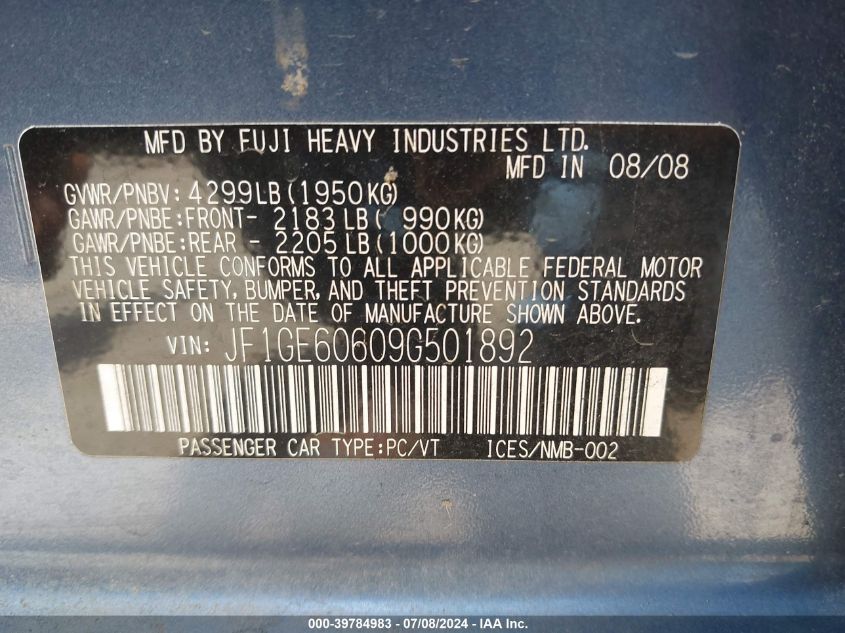 MFD BY FUJI HEAVY INDUSTRIES LTD.
MFD IN 08/08
GVWR/PNBV: 4299LB (1950KG)
GAWR/PNBE:FRONT- 2183 LB ( 990KG)
GAWR/PNBE:REAR - 2205 LB (1000KG)
THIS VEHICLE CONFORMS TO ALL APPLICABLE FEDERAL MOTOR
VEHICLE SAFETY, BUMPER, AND THEFT PREVENTION STANDARDS
IN EFFECT ON THE DATE OF MANUFACTURE SHOWN ABOVE.
VIN: JF1GE60609G501892
PASSENGER CAR TYPE:PC/VT ICES/NMB-002
000-39784983 - 07/08/2024 - IAA Inc.